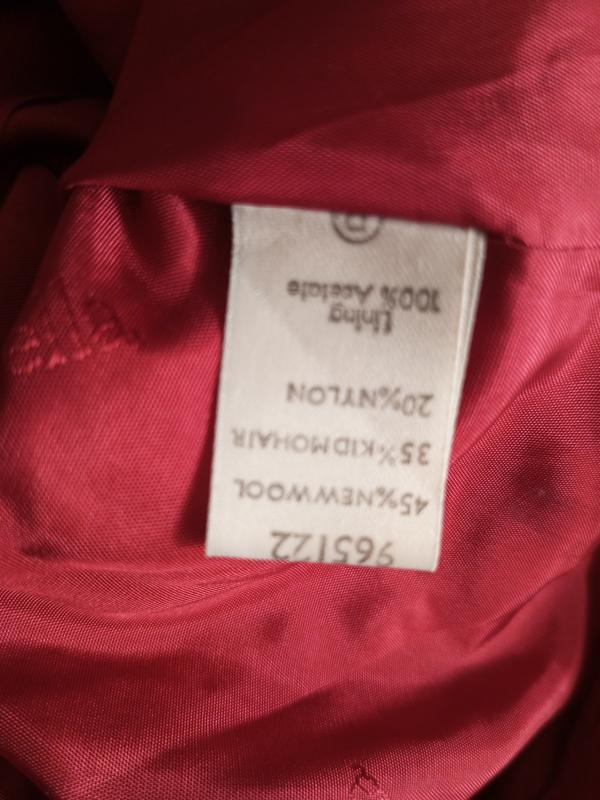 965122
45%NEWWOOL
35%KIDMOHAIR
20%NYLON
Lining
100% Acetate
P